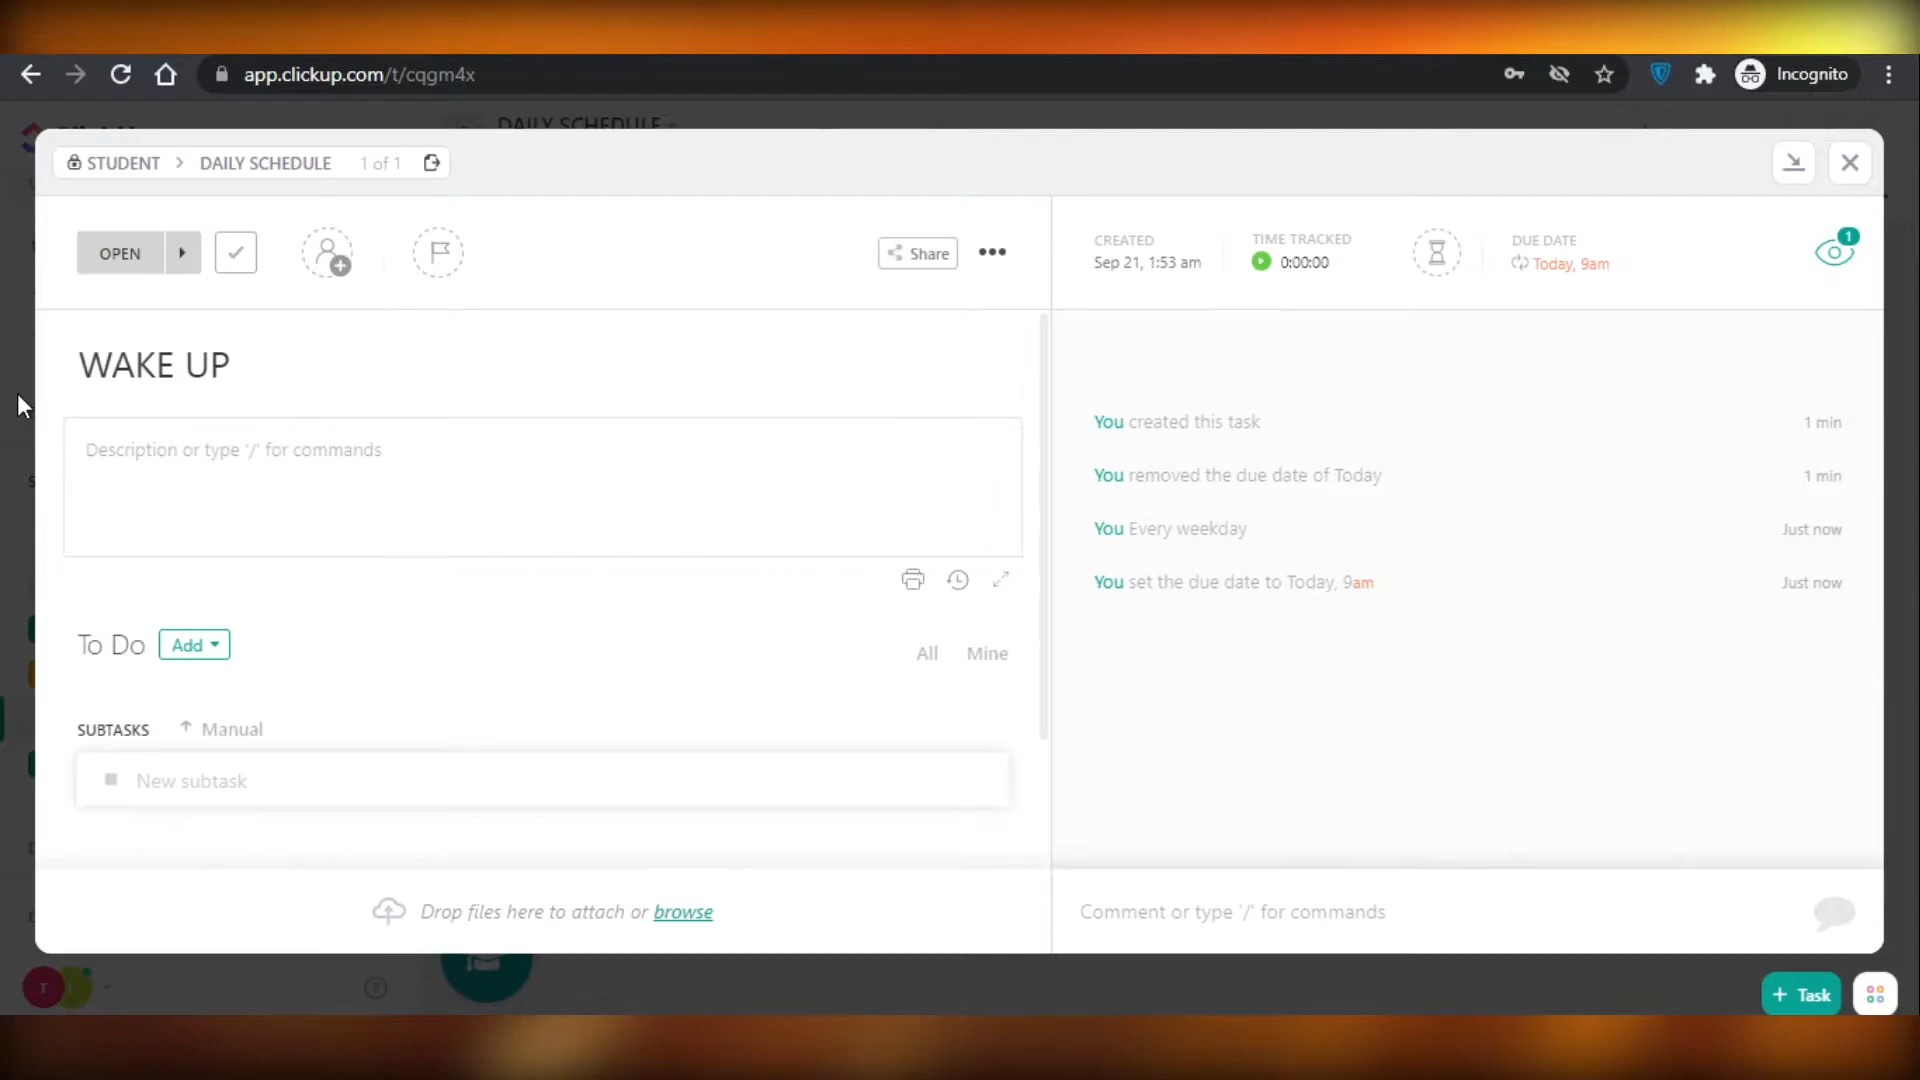 app.clickup.com/t/cqgm4x
Incognito
DAILY SCHEDULE
STUDENT > DAILY SCHEDULE 1 of 1
OPEN
Share
CREATED
Sep 21, 1:53 am
TIME TRACKED
0:00:00
DUE DATE
Today, 9am
1
WAKE UP
Description or type '/' for commands
You created this task 1 min
You removed the due date of Today 1 min
You Every weekday Just now
You set the due date to Today, 9am Just now
To Do Add
All Mine
SUBTASKS Manual
New subtask
Drop files here to attach or browse
Comment or type '/' for commands
T
+ Task